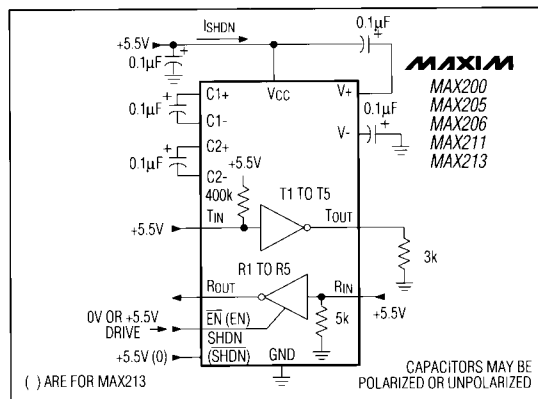 ISHDN
+5.5V
0.1µF
+
0.1µF
+
MAXIM
MAX200
MAX205
MAX206
MAX211
MAX213
VCC
V+
V-
0.1µF
+
C1+
C1-
C2+
C2-
0.1µF
+
0.1µF
+
+5.5V
400k
T1 TO T5
TIN
TOUT
+5.5V
3k
R1 TO R5
ROUT
RIN
+5.5V
5k
0V OR +5.5V
DRIVE
EN (EN)
SHDN
(SHDN)
+5.5V (0)
GND
( ) ARE FOR MAX213
CAPACITORS MAY BE
POLARIZED OR UNPOLARIZED